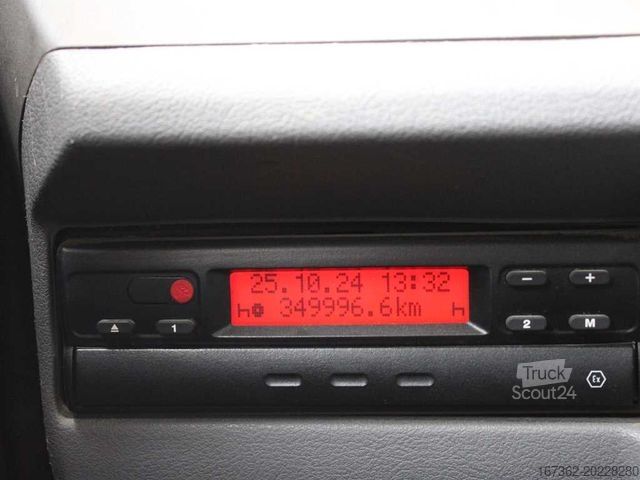 25.10.24 13:32
349996.6km
1
−
+
2
M
Ex
Truck
Scout24
167362-20228280